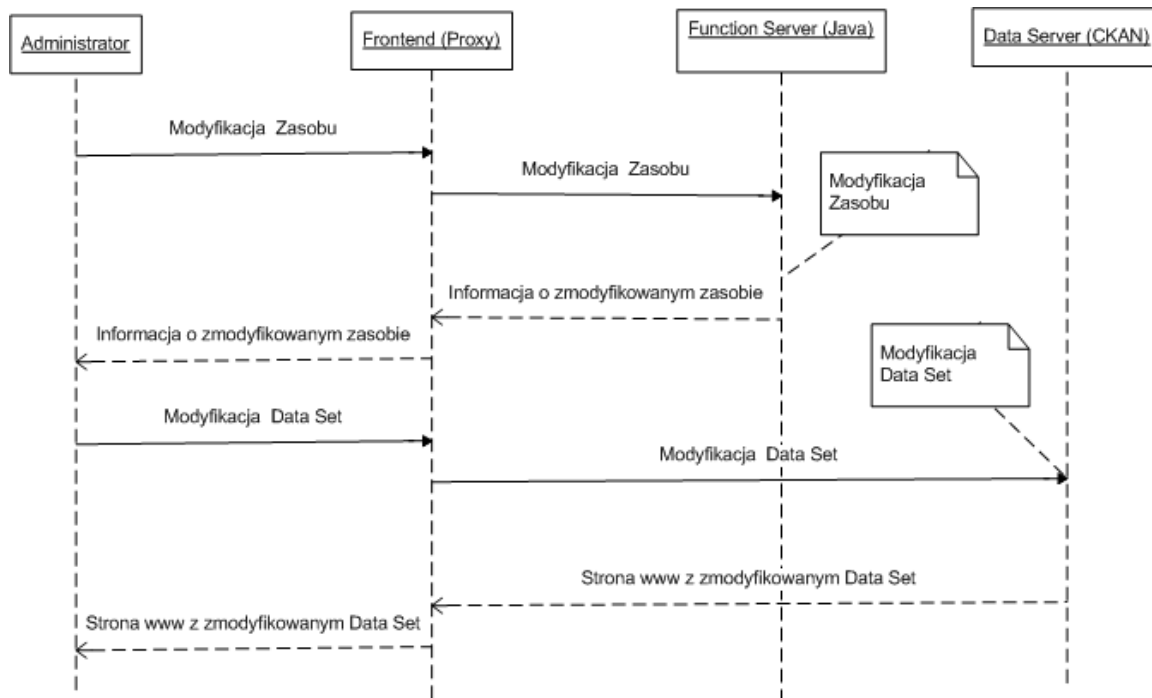 Administrator
Frontend (Proxy)
Function Server (Java)
Data Server (CKAN)
Modyfikacja Zasobu
Modyfikacja Zasobu
Modyfikacja
Zasobu
Informacja o zmodyfikowanym zasobie
Informacja o zmodyfikowanym zasobie
Modyfikacja
Data Set
Modyfikacja Data Set
Modyfikacja Data Set
Strona www z zmodyfikowanym Data Set
Strona www z zmodyfikowanym Data Set